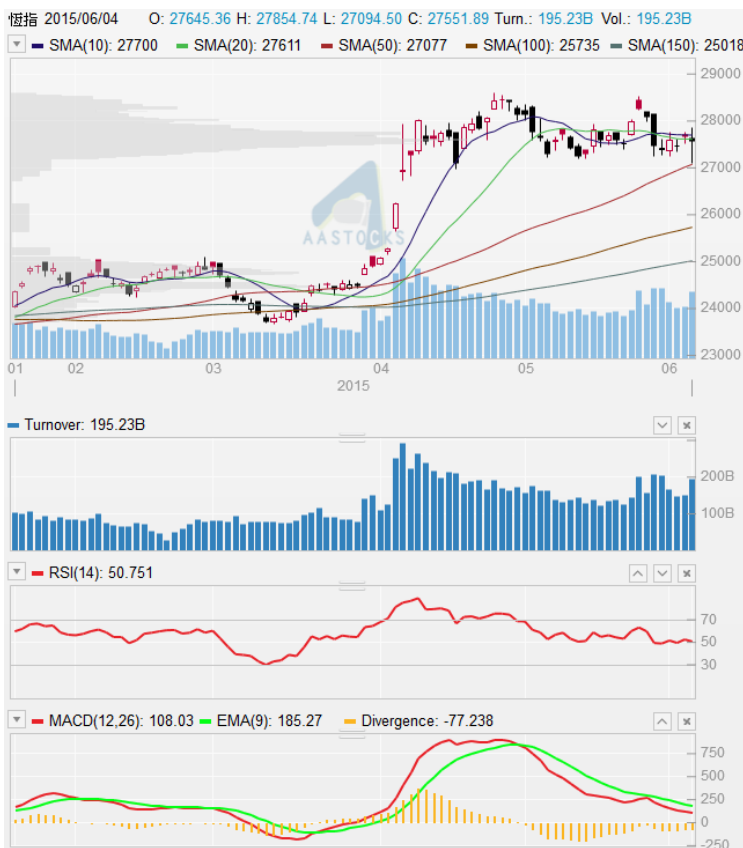 恆指 2015/06/04 O: 27645.36 H: 27854.74 L: 27094.50 C: 27551.89 Turn.: 195.23B Vol.: 195.23B
SMA(10): 27700 SMA(20): 27611 SMA(50): 27077 SMA(100): 25735 SMA(150): 25018
29000
28000
27000
26000
AASTOCKS
25000
24000
23000
01 02 03 04 05 06
2015
Turnover: 195.23B
200B
100B
RSI(14): 50.751
70
50
30
MACD(12,26): 108.03 EMA(9): 185.27 Divergence: -77.238
750
500
250
0
-250